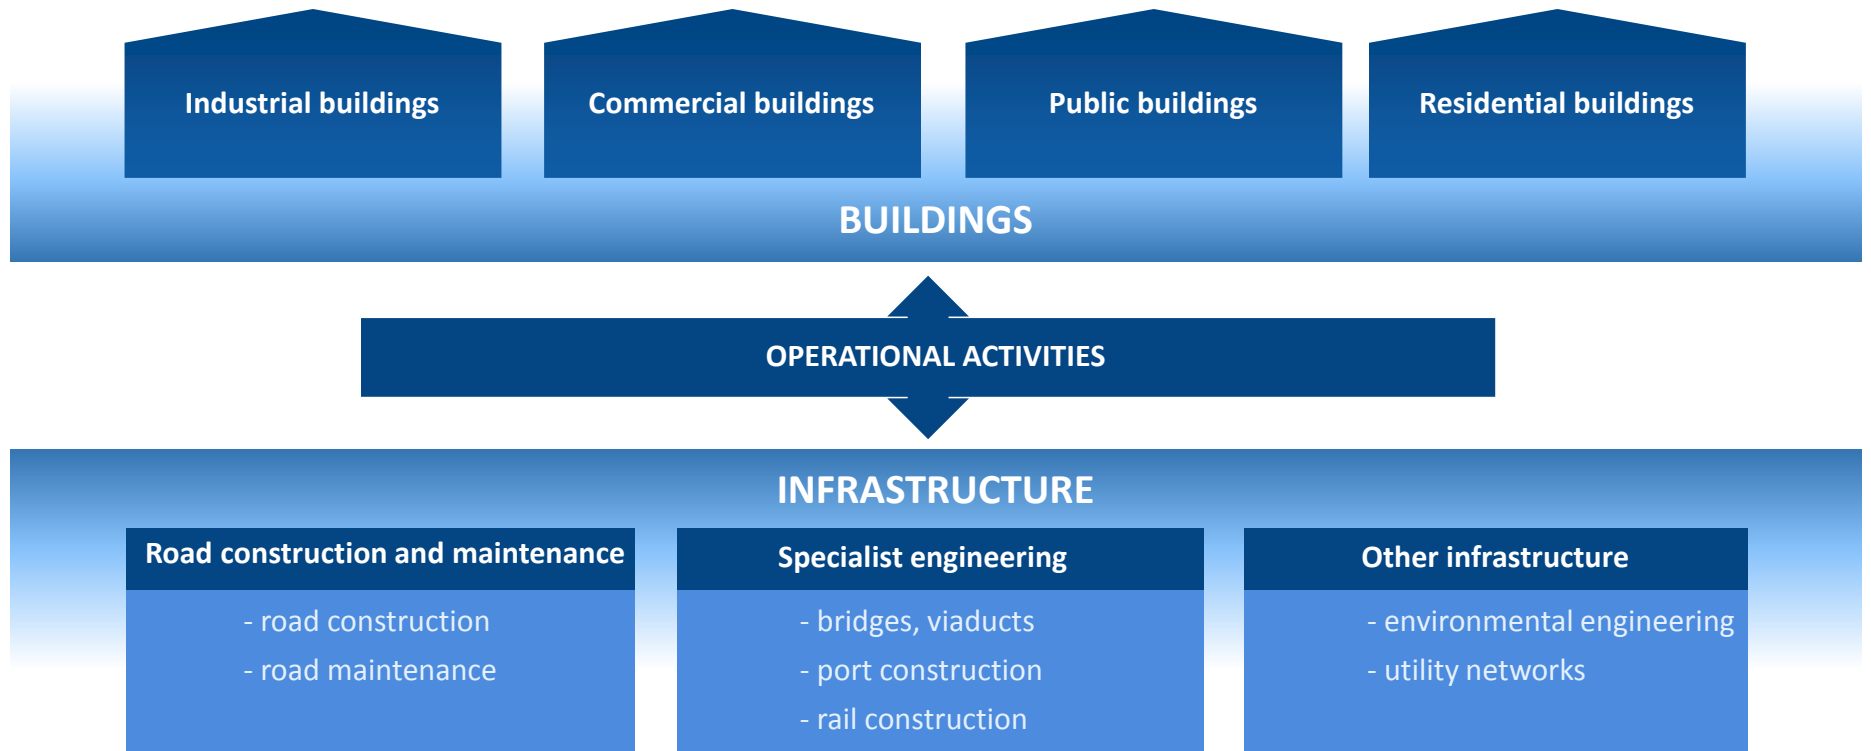 Industrial buildings
Commercial buildings
Public buildings
Residential buildings
BUILDINGS
OPERATIONAL ACTIVITIES
INFRASTRUCTURE
Road construction and maintenance
- road construction
- road maintenance
Specialist engineering
- bridges, viaducts
- port construction
- rail construction
Other infrastructure
- environmental engineering
- utility networks